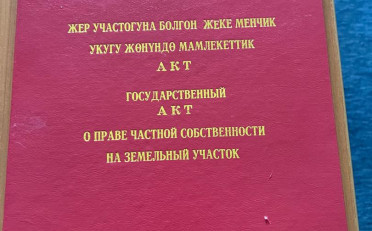 ЖЕР УЧАСТОГУНА БОЛГОН ЖЕКЕ МЕНЧИК
УКУГУ ЖӨНҮНДӨ МАМЛЕКЕТТИК
АКТ
ГОСУДАРСТВЕННЫЙ
АКТ
О ПРАВЕ ЧАСТНОЙ СОБСТВЕННОСТИ
НА ЗЕМЕЛЬНЫЙ УЧАСТОК